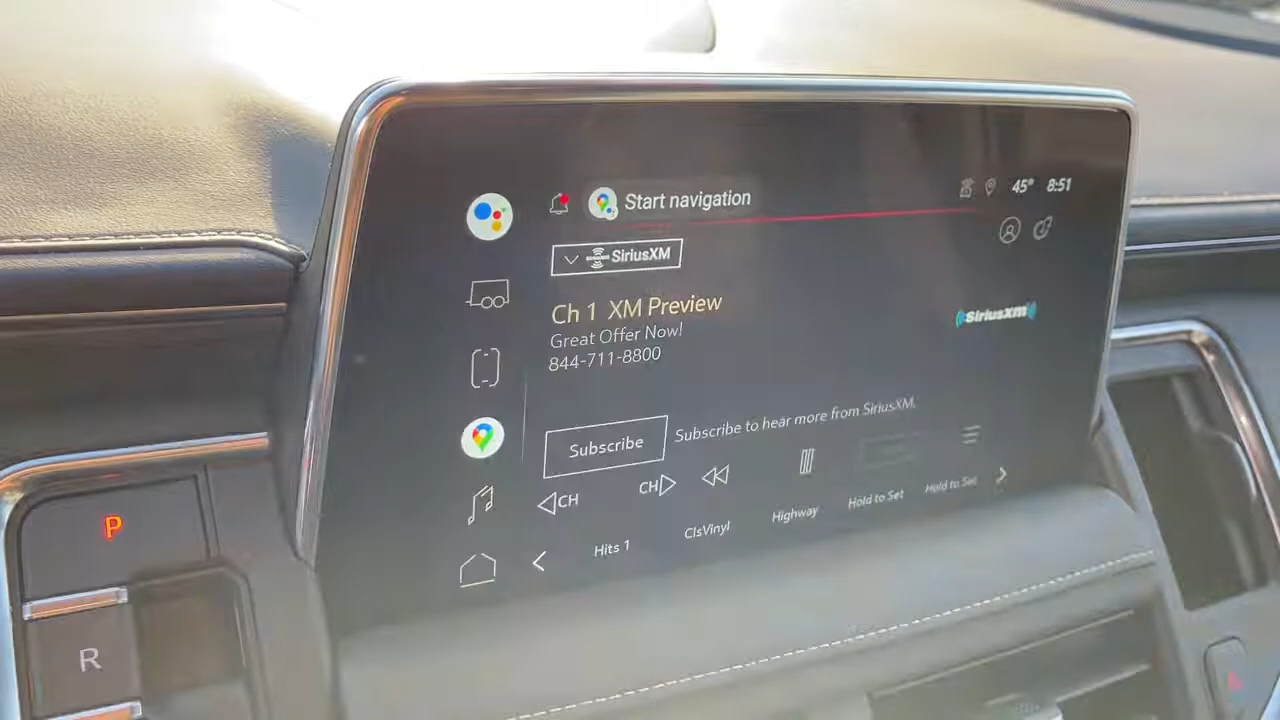 Start navigation
45° 8:51
SiriusXM
Ch 1 XM Preview
Great Offer Now!
844-711-8800
SiriusXM
Subscribe
Subscribe to hear more from SiriusXM.
CH
CH
Hits 1
ClsVinyl
Highway
Hold to Set
Hold to Set
P
R